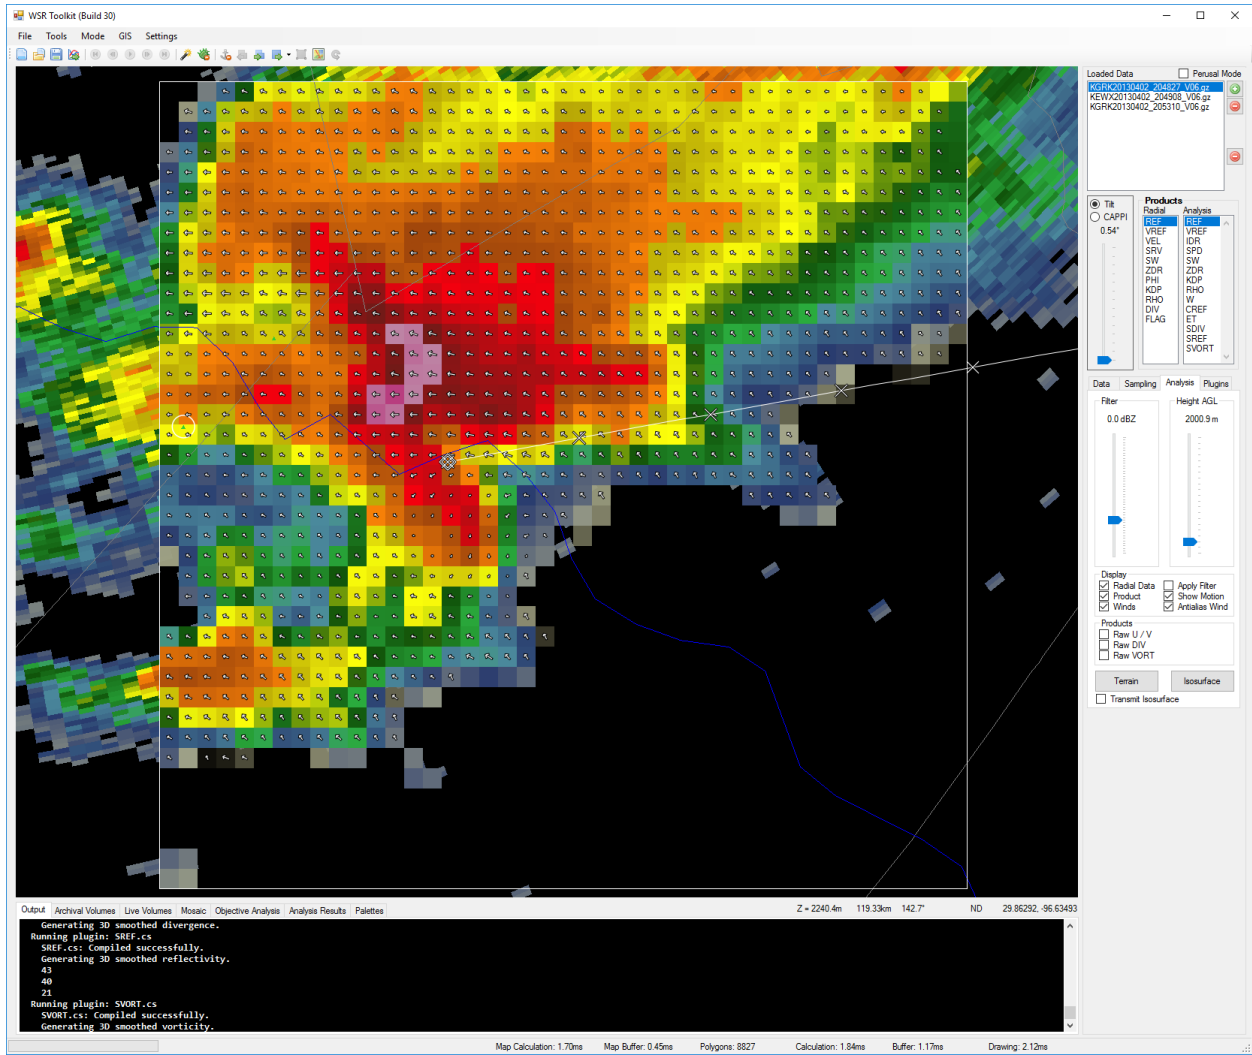 WSR Toolkit (Build 30)
File Tools Mode GIS Settings
Loaded Data Perusal Mode
KGRK20130402_204827_V06.gz
KEWX20130402_204908_V06.gz
KGRK20130402_205310_V06.gz
Tilt
CAPPI
0.54°
Products
Radial Analysis
REF REF
VREF VREF
VEL IDR
SRV SPD
SW SW
ZDR ZDR
PHI KDP
KDP RHO
RHO W
DIV CREF
FLAG ET
SDIV
SREF
SVORT
Data Sampling Analysis Plugins
Filter Height AGL
0.0 dBZ 2000.9 m
Display
Radial Data Apply Filter
Product Show Motion
Winds Antialias Wind
Products
Raw U / V
Raw DIV
Raw VORT
Terrain Isosurface
Transmit Isosurface
Output Archival Volumes Live Volumes Mosaic Objective Analysis Analysis Results Palettes
Z = 2240.4m 119.33km 142.7° ND 29.86292, -96.63493
Generating 3D smoothed divergence.
Running plugin: SREF.cs
SREF.cs: Compiled successfully.
Generating 3D smoothed reflectivity.
43
40
21
Running plugin: SVORT.cs
SVORT.cs: Compiled successfully.
Generating 3D smoothed vorticity.
Map Calculation: 1.70ms Map Buffer: 0.45ms Polygons: 8827 Calculation: 1.84ms Buffer: 1.17ms Drawing: 2.12ms